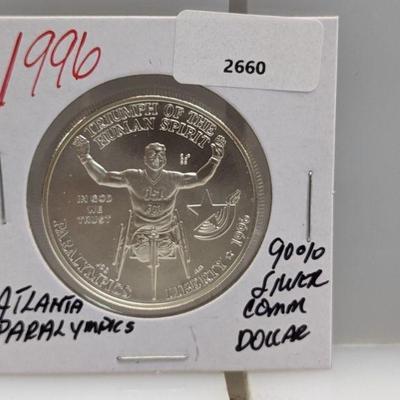 1996
2660
TRIUMPH OF THE
HUMAN SPIRIT
IN GOD
WE
TRUST
PARALYMPICS
LIBERTY
1996
ATLANTA
PARALYMPICS
90%
SILVER
COMM
DOLLAR